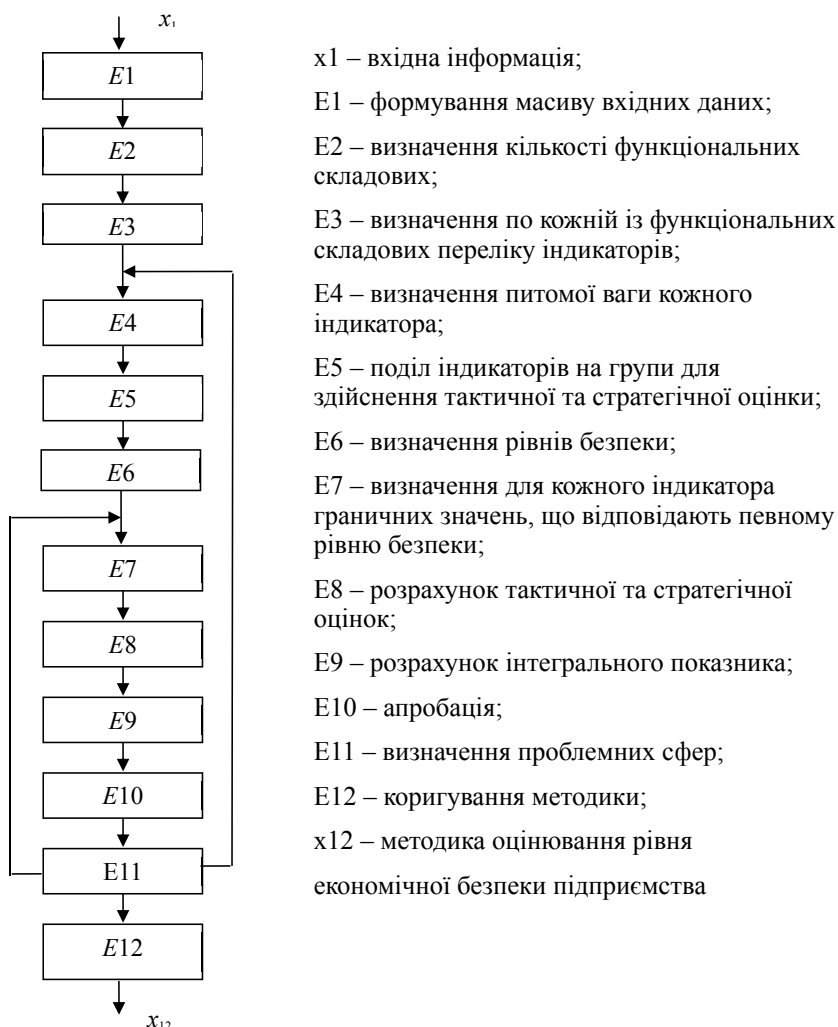 x₁
E1
E2
E3
E4
E5
E6
E7
E8
E9
E10
E11
E12
x₁₂
x1 – вхідна інформація;
E1 – формування масиву вхідних даних;
E2 – визначення кількості функціональних
складових;
E3 – визначення по кожній із функціональних
складових переліку індикаторів;
E4 – визначення питомої ваги кожного
індикатора;
E5 – поділ індикаторів на групи для
здійснення тактичної та стратегічної оцінки;
E6 – визначення рівнів безпеки;
E7 – визначення для кожного індикатора
граничних значень, що відповідають певному
рівню безпеки;
E8 – розрахунок тактичної та стратегічної
оцінок;
E9 – розрахунок інтегрального показника;
E10 – апробація;
E11 – визначення проблемних сфер;
E12 – коригування методики;
x12 – методика оцінювання рівня
економічної безпеки підприємства